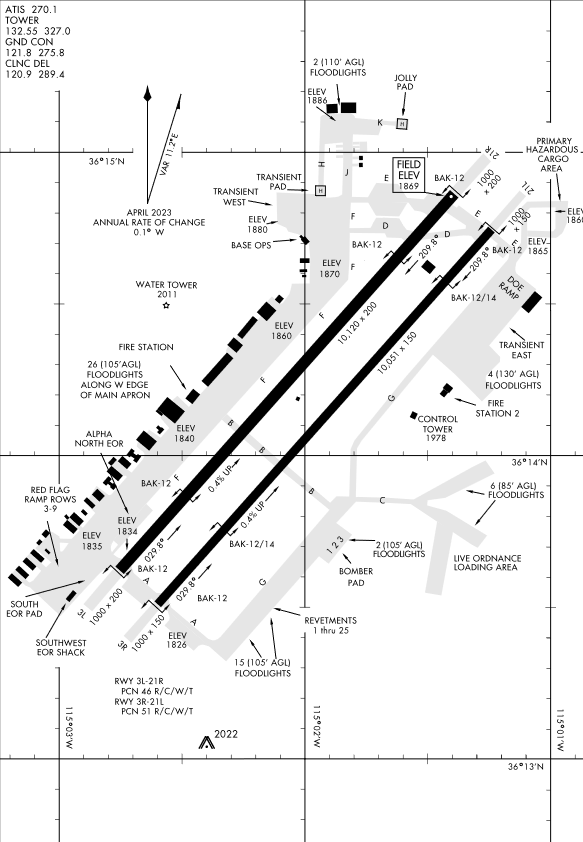 ATIS 270.1
TOWER
132.55 327.0
GND CON
121.8 275.8
CLNC DEL
120.9 289.4
2 (110' AGL)
FLOODLIGHTS
ELEV
1886
JOLLY
PAD
K
H
36°15'N
VAR 11.2°E
APRIL 2023
ANNUAL RATE OF CHANGE
0.1° W
H
J
E
FIELD
ELEV
1869
BAK-12
21R
1000
× 200
21L
PRIMARY
HAZARDOUS
CARGO
AREA
TRANSIENT
PAD
H
TRANSIENT
WEST
ELEV
1880
F
D
D
E
1000
× 150
E
ELEV
186
ELEV
1865
BASE OPS
BAK-12
209.8°
BAK-12
ELEV
1870
F
209.8°
DOE
RAMP
WATER TOWER
2011
BAK-12/14
F
10,120 × 200
ELEV
1860
FIRE STATION
10,051 × 150
TRANSIENT
EAST
26 (105'AGL)
FLOODLIGHTS
ALONG W EDGE
OF MAIN APRON
F
4 (130' AGL)
FLOODLIGHTS
G
FIRE
STATION 2
CONTROL
TOWER
1978
ALPHA
NORTH EOR
ELEV
1840
B
B
36°14'N
F
BAK-12
0.4% UP
RED FLAG
RAMP ROWS
3-9
B
C
6 (85' AGL)
FLOODLIGHTS
0.4% UP
ELEV
1834
ELEV
1835
BAK-12/14
029.8°
1 2 3
2 (105' AGL)
FLOODLIGHTS
BOMBER
PAD
LIVE ORDNANCE
LOADING AREA
BAK-12
A
029.8°
G
BAK-12
SOUTH
EOR PAD
3L
1000 × 200
A
REVETMENTS
1 thru 25
SOUTHWEST
EOR SHACK
3R
1000 × 150
ELEV
1826
15 (105' AGL)
FLOODLIGHTS
RWY 3L-21R
PCN 46 R/C/W/T
RWY 3R-21L
PCN 51 R/C/W/T
115°03'W
115°02'W
115°01'W
2022
36°13'N